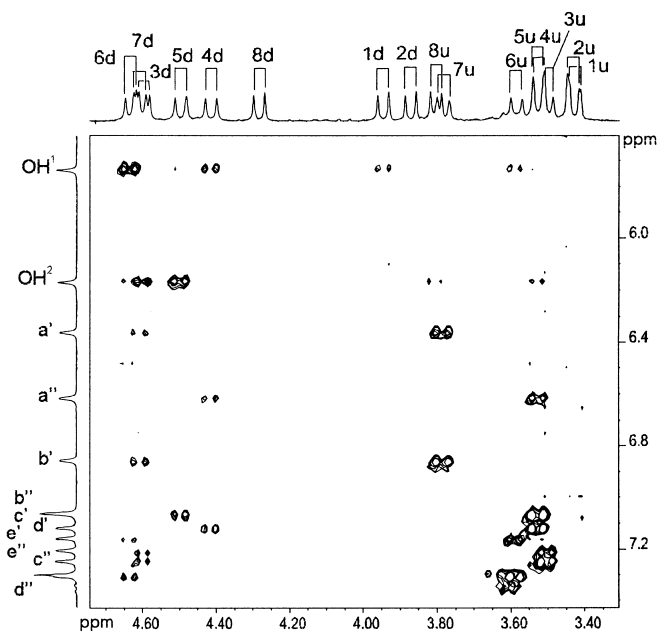 3u
5u 4u
7d 8u 2u
6d 5d 4d 8d 1d 2d 6u 1u
3d 7u
ppm
OH¹
6.0
OH²
a'
6.4
a"
6.8
b'
b"
c' d'
e'
7.2
e"
c"
d"
ppm 4.60 4.40 4.20 4.00 3.80 3.60 3.40